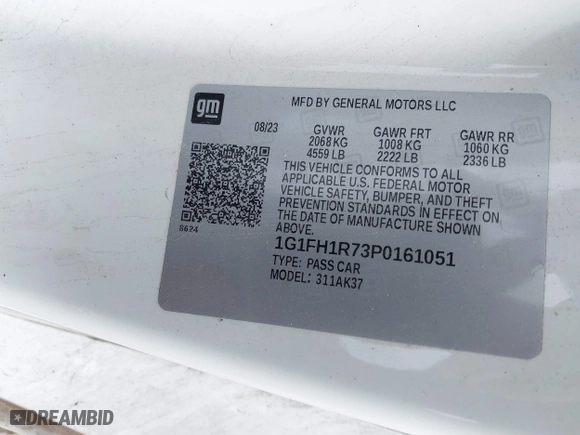 gm
MFD BY GENERAL MOTORS LLC
08/23 GVWR GAWR FRT GAWR RR
2068 KG 1008 KG 1060 KG
4559 LB 2222 LB 2336 LB
THIS VEHICLE CONFORMS TO ALL
APPLICABLE U.S. FEDERAL MOTOR
VEHICLE SAFETY, BUMPER, AND THEFT
PREVENTION STANDARDS IN EFFECT ON
THE DATE OF MANUFACTURE SHOWN
ABOVE.
8624
1G1FH1R73P0161051
TYPE: PASS CAR
MODEL: 311AK37
DREAMBID